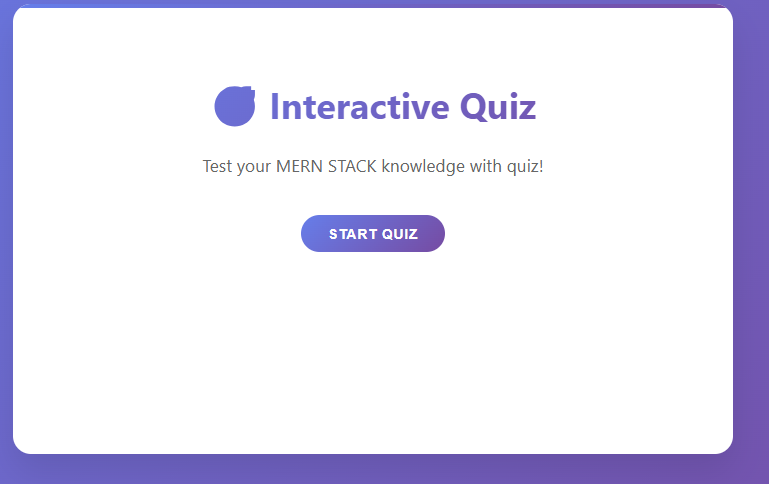 Interactive Quiz
Test your MERN STACK knowledge with quiz!
START QUIZ